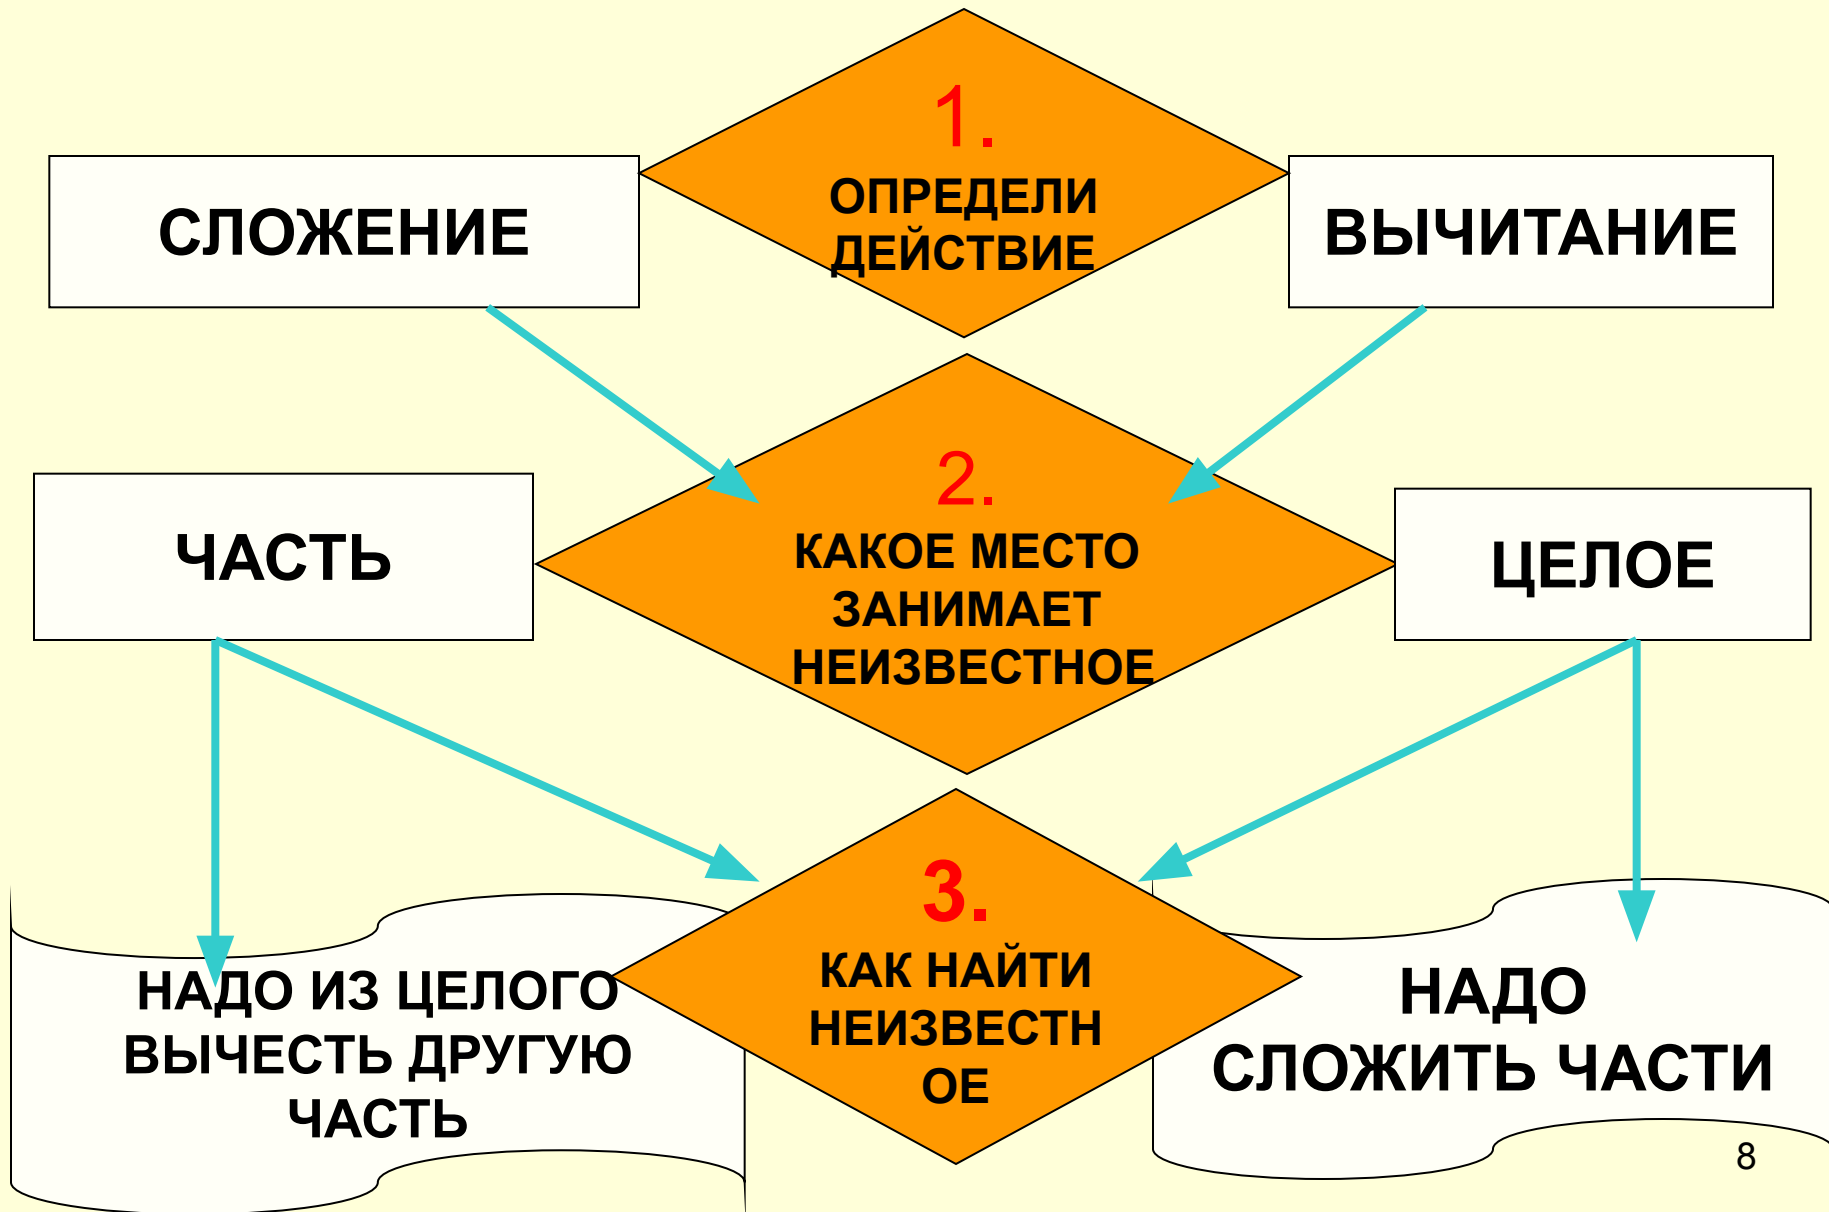 1.
ОПРЕДЕЛИ
ДЕЙСТВИЕ
СЛОЖЕНИЕ
ВЫЧИТАНИЕ
2.
КАКОЕ МЕСТО
ЗАНИМАЕТ
НЕИЗВЕСТНОЕ
ЧАСТЬ
ЦЕЛОЕ
3.
КАК НАЙТИ
НЕИЗВЕСТН
ОЕ
НАДО ИЗ ЦЕЛОГО
ВЫЧЕСТЬ ДРУГУЮ
ЧАСТЬ
НАДО
СЛОЖИТЬ ЧАСТИ
8